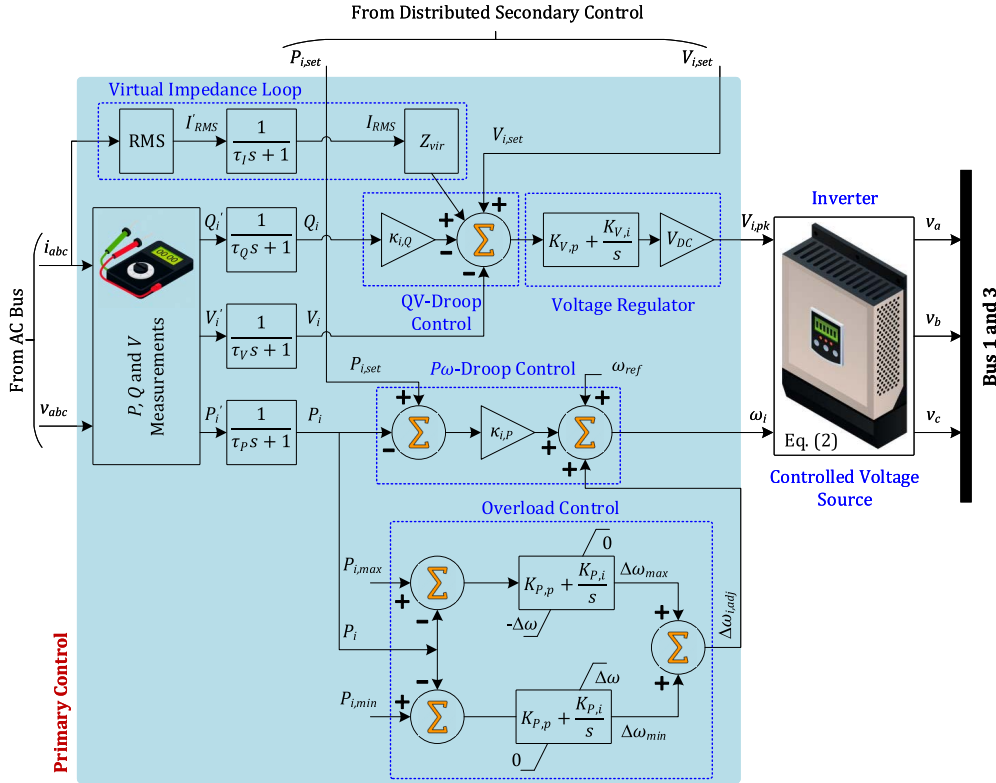 From Distributed Secondary Control
P_{i,set}
V_{i,set}
Virtual Impedance Loop
RMS
I'_{RMS}
1
τ_I s + 1
I_{RMS}
Z_{vir}
V_{i,set}
+
+
−
−
Σ
From AC Bus
i_{abc}
v_{abc}
00 00
P, Q and V
Measurements
Q_i'
1
τ_Q s + 1
Q_i
κ_{i,Q}
QV-Droop
Control
K_{V,p} + K_{V,i}
s
V_{DC}
Voltage Regulator
V_{i,pk}
V_i'
1
τ_V s + 1
V_i
P_i'
1
τ_P s + 1
P_i
P_{i,set}
Pω-Droop Control
ω_{ref}
+
−
Σ
κ_{i,P}
+
+
+
Σ
ω_i
Inverter
Eq. (2)
Controlled Voltage
Source
v_a
v_b
v_c
Bus 1 and 3
Overload Control
P_{i,max}
+
−
Σ
0
K_{P,p} + K_{P,i}
s
-Δω
Δω_{max}
P_i
P_{i,min}
+
−
Σ
Δω
K_{P,p} + K_{P,i}
s
0
Δω_{min}
+
+
Σ
Δω_{i,adj}
Primary Control